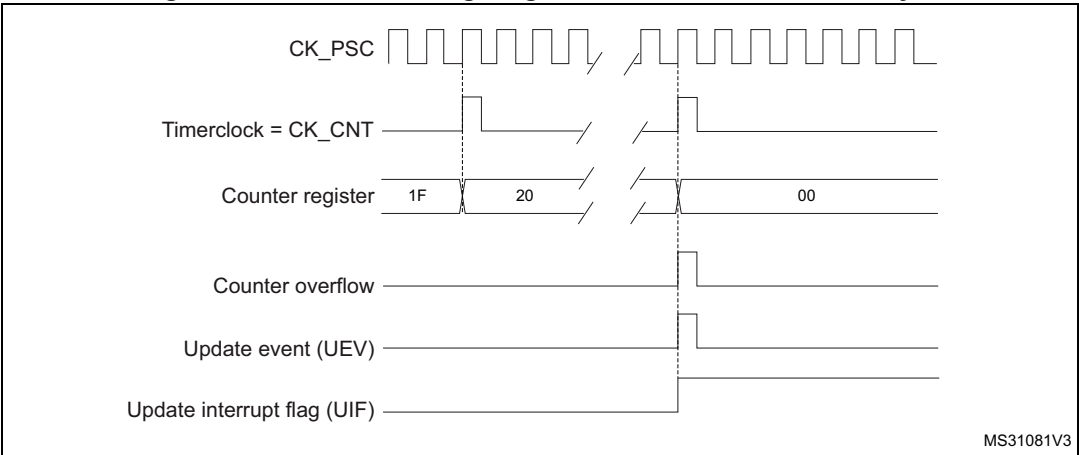 CK_PSC
Timerclock = CK_CNT
Counter register
1F
20
00
Counter overflow
Update event (UEV)
Update interrupt flag (UIF)
MS31081V3